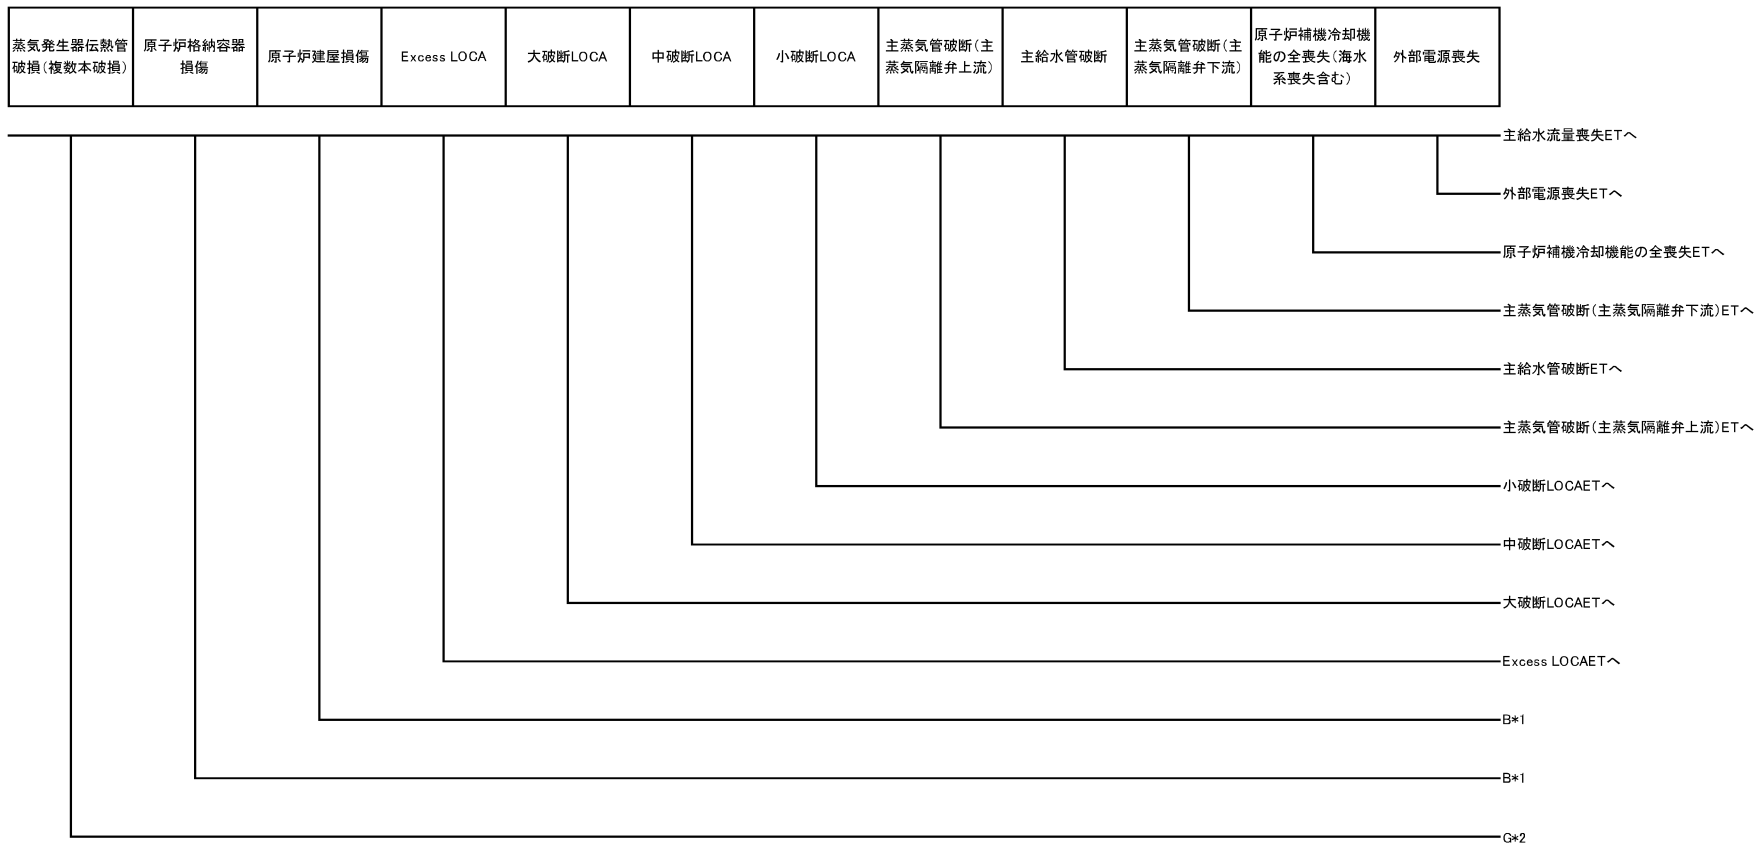 蒸気発生器伝熱管
破損(複数本破損)
原子炉格納容器
損傷
原子炉建屋損傷
Excess LOCA
大破断LOCA
中破断LOCA
小破断LOCA
主蒸気管破断(主
蒸気隔離弁上流)
主給水管破断
主蒸気管破断(主
蒸気隔離弁下流)
原子炉補機冷却機
能の全喪失(海水
系喪失含む)
外部電源喪失
主給水流量喪失ETへ
外部電源喪失ETへ
原子炉補機冷却機能の全喪失ETへ
主蒸気管破断(主蒸気隔離弁下流)ETへ
主給水管破断ETへ
主蒸気管破断(主蒸気隔離弁上流)ETへ
小破断LOCAETへ
中破断LOCAETへ
大破断LOCAETへ
Excess LOCAETへ
B*1
B*1
G*2